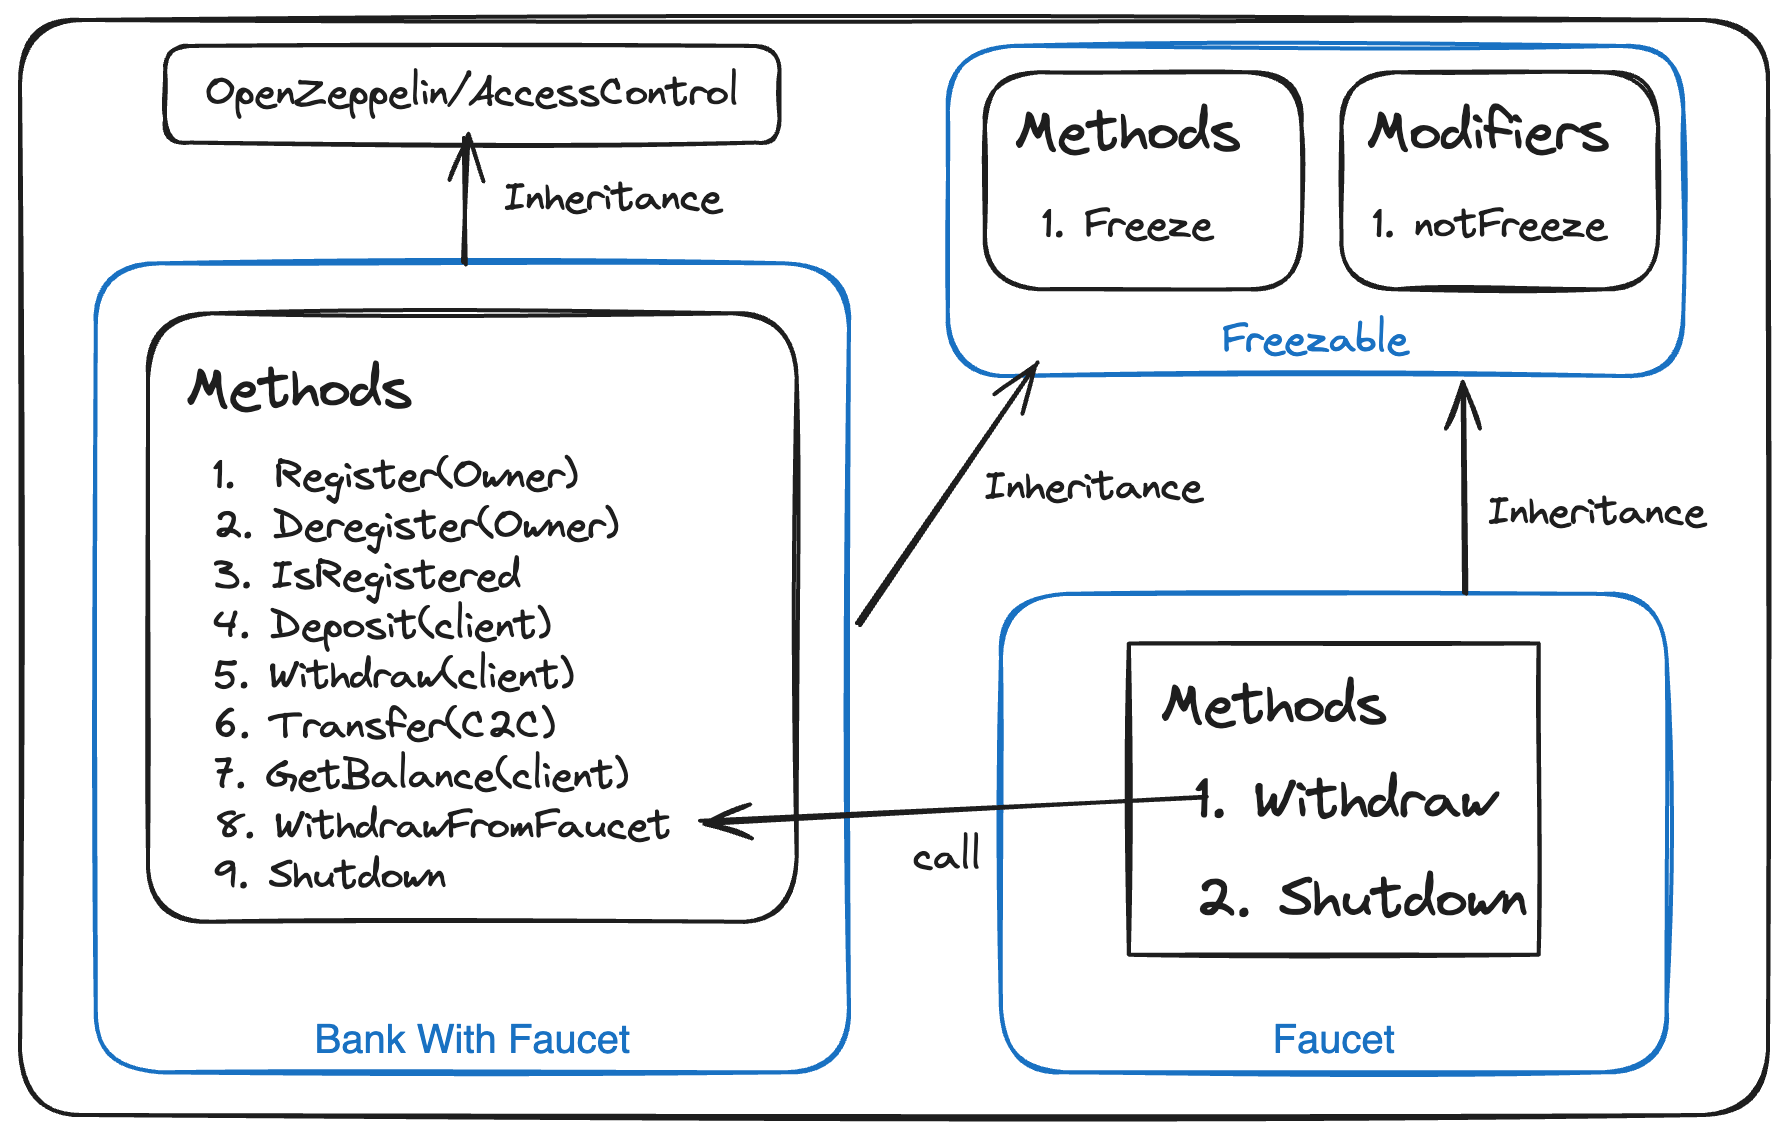 OpenZeppelin/AccessControl
Inheritance
Methods
1. Freeze
Modifiers
1. notFreeze
Freezable
Inheritance
Inheritance
Methods
1. Register(Owner)
2. Deregister(Owner)
3. IsRegistered
4. Deposit(client)
5. Withdraw(client)
6. Transfer(C2C)
7. GetBalance(client)
8. WithdrawFromFaucet
9. Shutdown
Bank With Faucet
call
Methods
1. Withdraw
2. Shutdown
Faucet